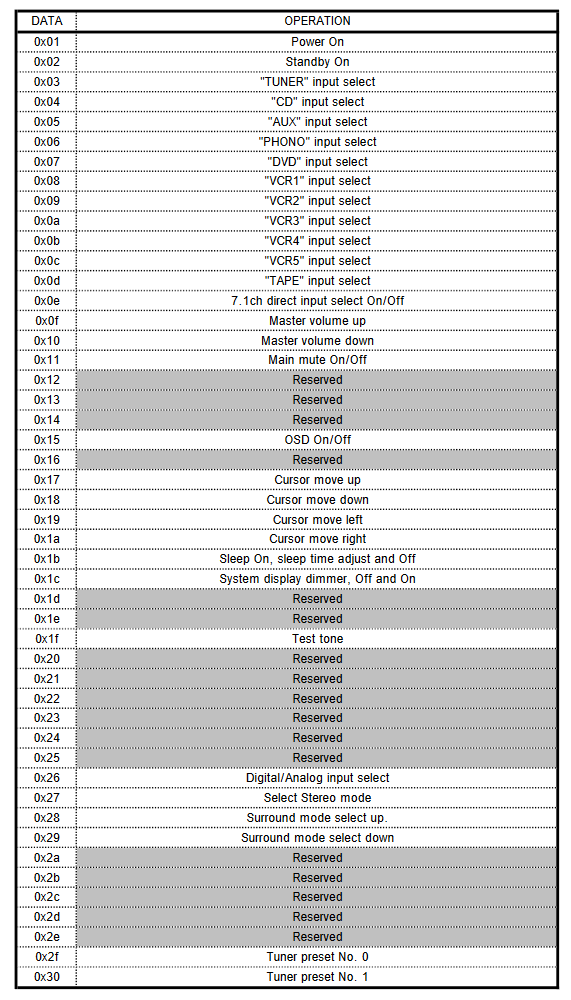 DATA OPERATION
0x01 Power On
0x02 Standby On
0x03 "TUNER" input select
0x04 "CD" input select
0x05 "AUX" input select
0x06 "PHONO" input select
0x07 "DVD" input select
0x08 "VCR1" input select
0x09 "VCR2" input select
0x0a "VCR3" input select
0x0b "VCR4" input select
0x0c "VCR5" input select
0x0d "TAPE" input select
0x0e 7.1ch direct input select On/Off
0x0f Master volume up
0x10 Master volume down
0x11 Main mute On/Off
0x12 Reserved
0x13 Reserved
0x14 Reserved
0x15 OSD On/Off
0x16 Reserved
0x17 Cursor move up
0x18 Cursor move down
0x19 Cursor move left
0x1a Cursor move right
0x1b Sleep On, sleep time adjust and Off
0x1c System display dimmer, Off and On
0x1d Reserved
0x1e Reserved
0x1f Test tone
0x20 Reserved
0x21 Reserved
0x22 Reserved
0x23 Reserved
0x24 Reserved
0x25 Reserved
0x26 Digital/Analog input select
0x27 Select Stereo mode
0x28 Surround mode select up.
0x29 Surround mode select down
0x2a Reserved
0x2b Reserved
0x2c Reserved
0x2d Reserved
0x2e Reserved
0x2f Tuner preset No. 0
0x30 Tuner preset No. 1